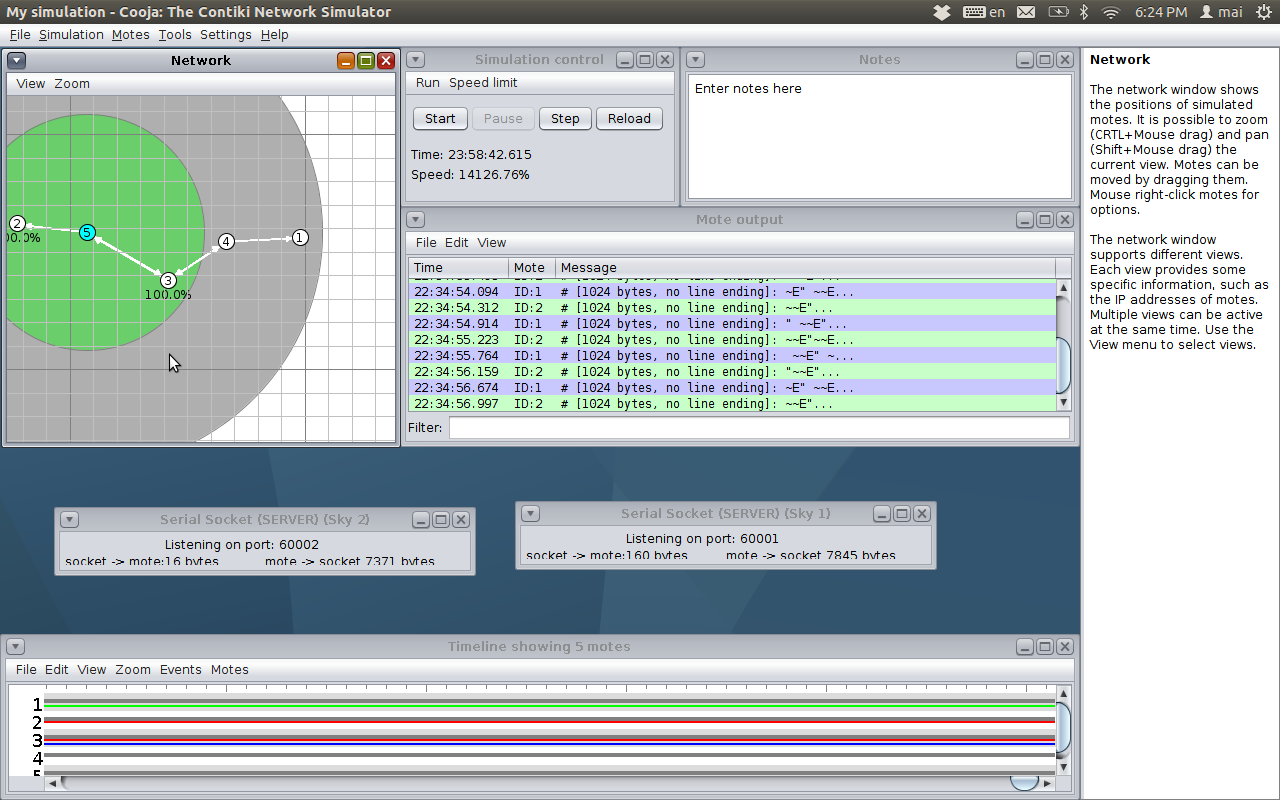 My simulation - Cooja: The Contiki Network Simulator
en
6:24 PM
mai
File Simulation Motes Tools Settings Help
Network
View Zoom
2
5
4
1
3
00.0%
100.0%
Simulation control
Run Speed limit
Start Pause Step Reload
Time: 23:58:42.615
Speed: 14126.76%
Notes
Enter notes here
Mote output
File Edit View
Time Mote Message
22:34:54.094 ID:1 # [1024 bytes, no line ending]: ~E" ~~E...
22:34:54.312 ID:2 # [1024 bytes, no line ending]: ~~E"...
22:34:54.914 ID:1 # [1024 bytes, no line ending]: " ~~E"...
22:34:55.223 ID:2 # [1024 bytes, no line ending]: ~~E"~~E...
22:34:55.764 ID:1 # [1024 bytes, no line ending]: ~~E" ~...
22:34:56.159 ID:2 # [1024 bytes, no line ending]: "~~E"...
22:34:56.674 ID:1 # [1024 bytes, no line ending]: ~E" ~~E...
22:34:56.997 ID:2 # [1024 bytes, no line ending]: ~~E"...
Filter:
Network
The network window shows
the positions of simulated
motes. It is possible to zoom
(CRTL+Mouse drag) and pan
(Shift+Mouse drag) the
current view. Motes can be
moved by dragging them.
Mouse right-click motes for
options.
The network window
supports different views.
Each view provides some
specific information, such as
the IP addresses of motes.
Multiple views can be active
at the same time. Use the
View menu to select views.
Serial Socket (SERVER) (Sky 2)
Listening on port: 60002
socket -> mote:16 bytes mote -> socket 7371 bytes
Serial Socket (SERVER) (Sky 1)
Listening on port: 60001
socket -> mote:160 bytes mote -> socket 7845 bytes
Timeline showing 5 motes
File Edit View Zoom Events Motes
1
2
3
4
5